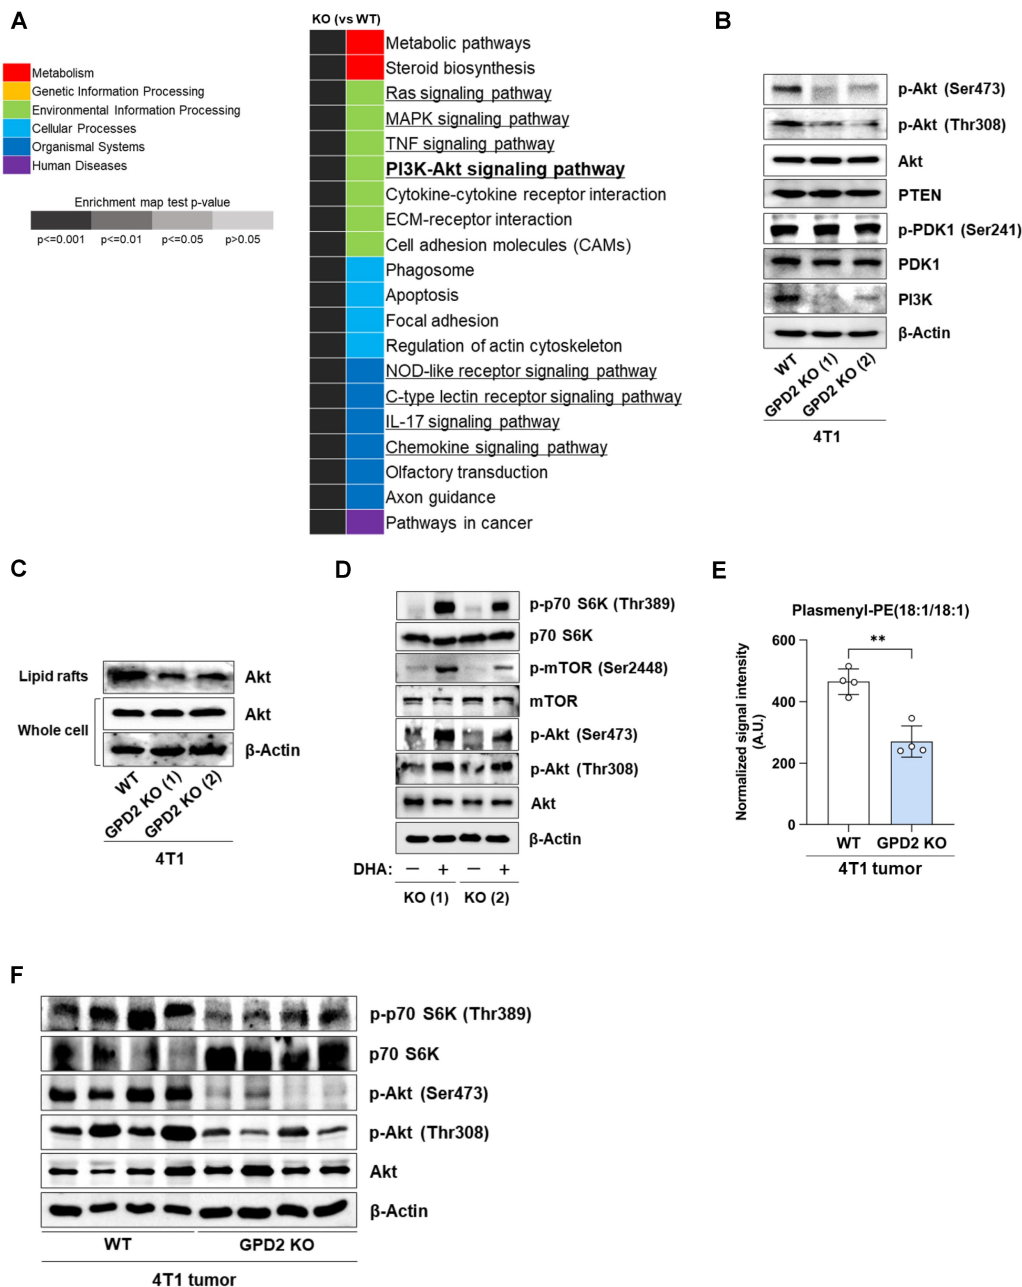 A
KO (vs WT)
Metabolism
Genetic Information Processing
Environmental Information Processing
Cellular Processes
Organismal Systems
Human Diseases
Enrichment map test p-value
p<=0.001 p<=0.01 p<=0.05 p>0.05
Metabolic pathways
Steroid biosynthesis
Ras signaling pathway
MAPK signaling pathway
TNF signaling pathway
PI3K-Akt signaling pathway
Cytokine-cytokine receptor interaction
ECM-receptor interaction
Cell adhesion molecules (CAMs)
Phagosome
Apoptosis
Focal adhesion
Regulation of actin cytoskeleton
NOD-like receptor signaling pathway
C-type lectin receptor signaling pathway
IL-17 signaling pathway
Chemokine signaling pathway
Olfactory transduction
Axon guidance
Pathways in cancer
B
p-Akt (Ser473)
p-Akt (Thr308)
Akt
PTEN
p-PDK1 (Ser241)
PDK1
PI3K
β-Actin
WT
GPD2 KO (1)
GPD2 KO (2)
4T1
C
Lipid rafts
Akt
Whole cell
Akt
β-Actin
WT
GPD2 KO (1)
GPD2 KO (2)
4T1
D
p-p70 S6K (Thr389)
p70 S6K
p-mTOR (Ser2448)
mTOR
p-Akt (Ser473)
p-Akt (Thr308)
Akt
β-Actin
DHA: − + − +
KO (1) KO (2)
E
Plasmenyl-PE(18:1/18:1)
Normalized signal intensity
(A.U.)
600
400
200
0
**
WT GPD2 KO
4T1 tumor
F
p-p70 S6K (Thr389)
p70 S6K
p-Akt (Ser473)
p-Akt (Thr308)
Akt
β-Actin
WT GPD2 KO
4T1 tumor